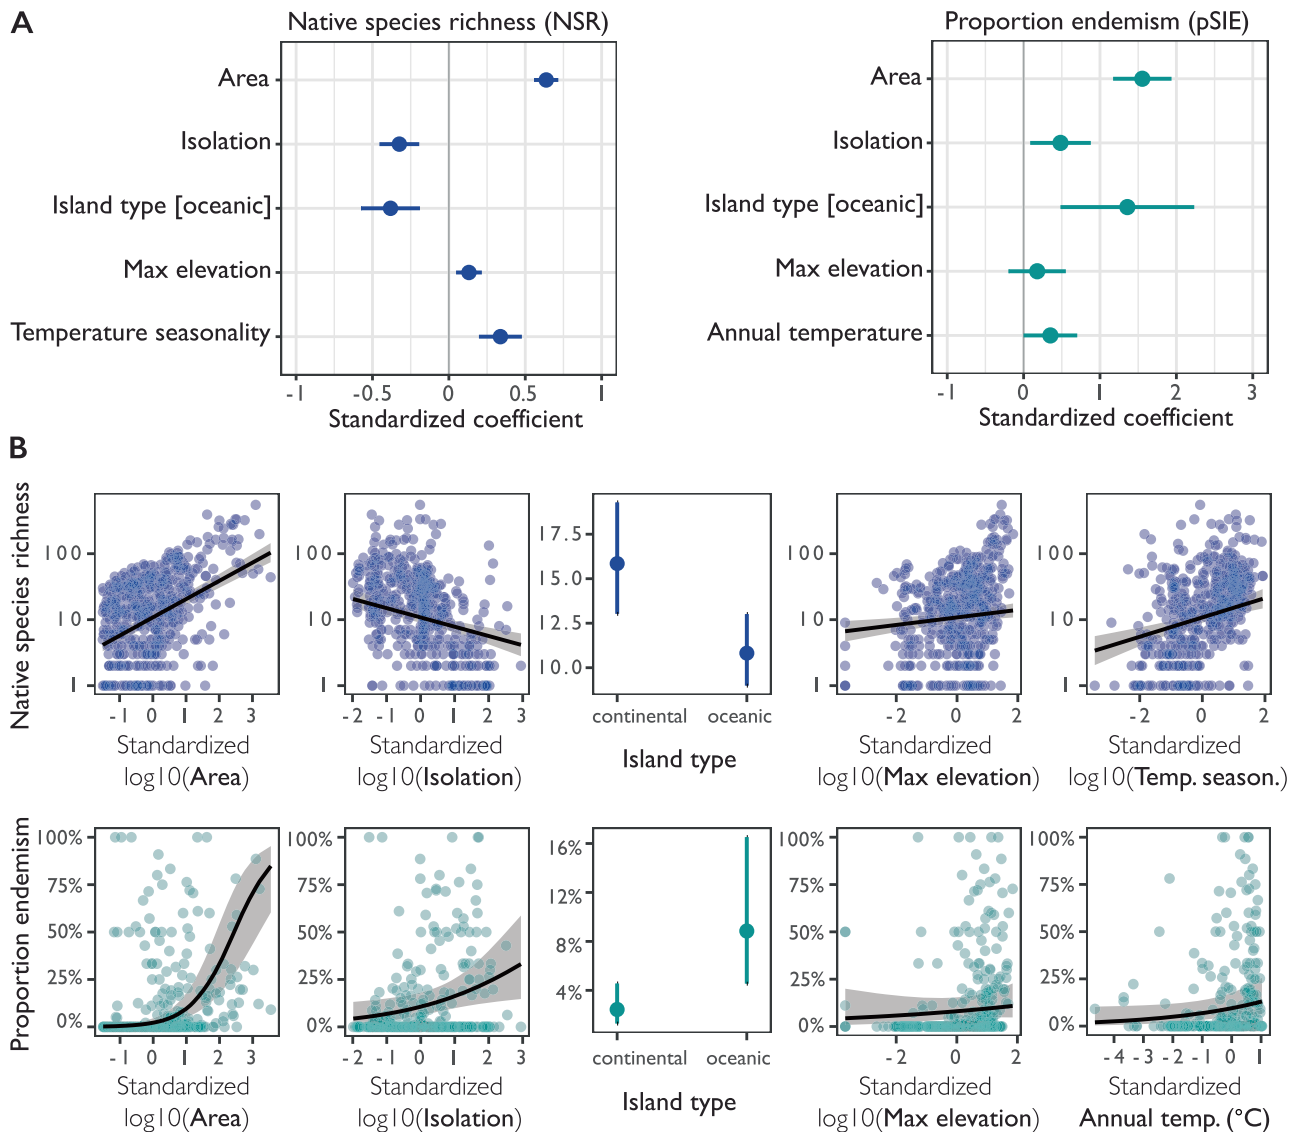 A
Native species richness (NSR)
Proportion endemism (pSIE)
Area
Isolation
Island type [oceanic]
Max elevation
Temperature seasonality
-1 -0.5 0 0.5 1
Standardized coefficient
Area
Isolation
Island type [oceanic]
Max elevation
Annual temperature
-1 0 1 2 3
Standardized coefficient
B
Native species richness
100
10
1
-1 0 1 2 3
Standardized
log10(Area)
100
10
1
-2 -1 0 1 2 3
Standardized
log10(Isolation)
17.5
15.0
12.5
10.0
continental oceanic
Island type
100
10
1
-2 0 2
Standardized
log10(Max elevation)
100
10
1
-2 0 2
Standardized
log10(Temp. season.)
Proportion endemism
100%
75%
50%
25%
0%
-1 0 1 2 3
Standardized
log10(Area)
100%
75%
50%
25%
0%
-2 -1 0 1 2 3
Standardized
log10(Isolation)
16%
12%
8%
4%
continental oceanic
Island type
100%
75%
50%
25%
0%
-2 0 2
Standardized
log10(Max elevation)
100%
75%
50%
25%
0%
-4 -3 -2 -1 0 1
Standardized
Annual temp. (°C)